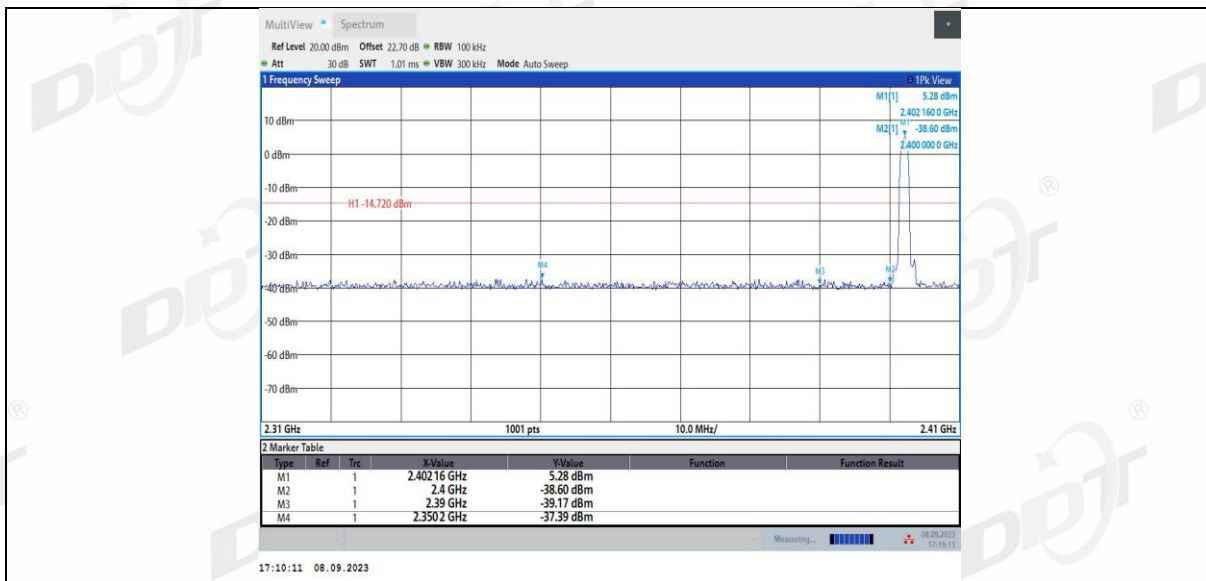 MultiView Spectrum
Ref Level 20.00 dBm Offset 22.70 dB RBW 100 kHz
Att 30 dB SWT 1.01 ms VBW 300 kHz Mode Auto Sweep
1 Frequency Sweep 1Pk View
M1[1] 5.28 dBm
2.402 160 0 GHz
M2[1] -38.60 dBm
2.400 000 0 GHz
M1
10 dBm
0 dBm
-10 dBm
H1 -14.720 dBm
-20 dBm
-30 dBm
M4 M3 M2
-40 dBm
-50 dBm
-60 dBm
-70 dBm
2.31 GHz 1001 pts 10.0 MHz/ 2.41 GHz
2 Marker Table
Type Ref Trc X-Value Y-Value Function Function Result
M1 1 2.402 16 GHz 5.28 dBm
M2 1 2.4 GHz -38.60 dBm
M3 1 2.39 GHz -39.17 dBm
M4 1 2.350 2 GHz -37.39 dBm
Measuring... 08.09.2023
17:10:11
17:10:11 08.09.2023
DDT
®